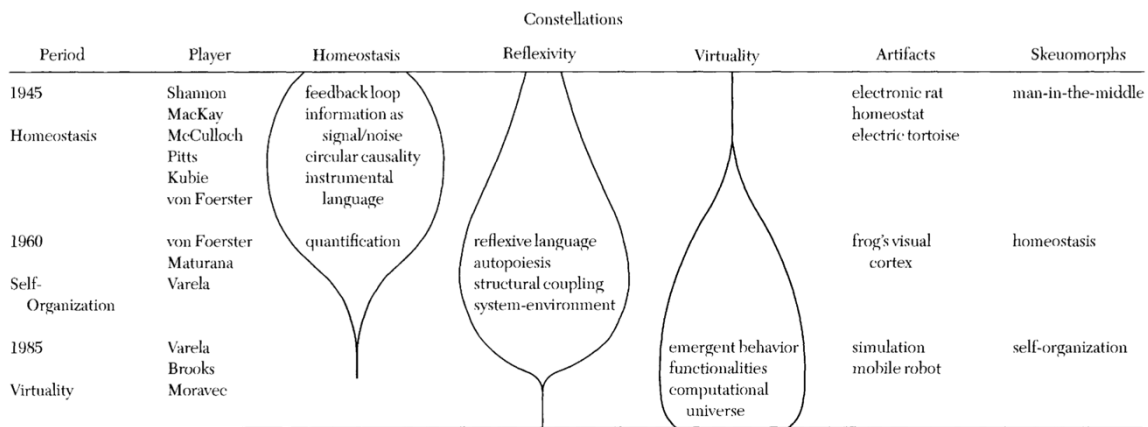 Constellations
Period Player Homeostasis Reflexivity Virtuality Artifacts Skeuomorphs
1945 Shannon feedback loop electronic rat man-in-the-middle
MacKay information as homeostat
Homeostasis McCulloch signal/noise electric tortoise
Pitts circular causality
Kubie instrumental
von Foerster language
1960 von Foerster quantification reflexive language frog's visual homeostasis
Maturana autopoiesis cortex
Self- Varela structural coupling
Organization system-environment
1985 Varela emergent behavior simulation self-organization
Brooks functionalities mobile robot
Virtuality Moravec computational
universe